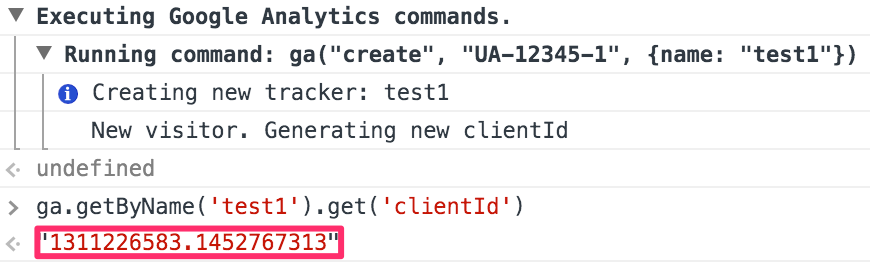 Executing Google Analytics commands.
Running command: ga("create", "UA-12345-1", {name: "test1"})
Creating new tracker: test1
New visitor. Generating new clientId
undefined
ga.getByName('test1').get('clientId')
"1311226583.1452767313"